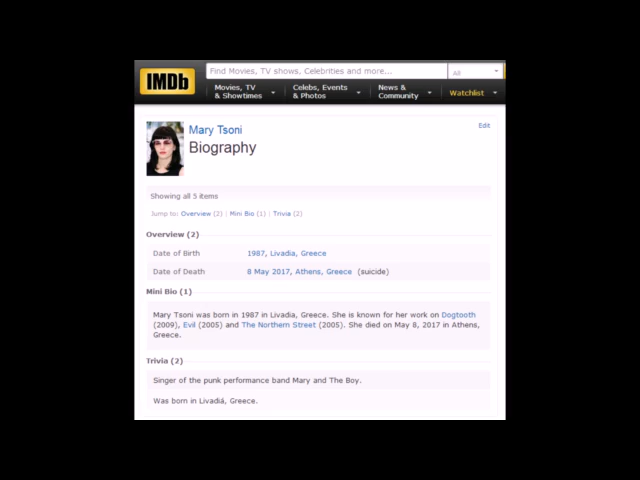 IMDb
Find Movies, TV shows, Celebrities and more...
All
Movies, TV
& Showtimes
Celebs, Events
& Photos
News &
Community
Watchlist
Mary Tsoni
Edit
Biography
Showing all 5 items
Jump to: Overview (2) | Mini Bio (1) | Trivia (2)
Overview (2)
Date of Birth 1987, Livadia, Greece
Date of Death 8 May 2017, Athens, Greece (suicide)
Mini Bio (1)
Mary Tsoni was born in 1987 in Livadia, Greece. She is known for her work on Dogtooth
(2009), Evil (2005) and The Northern Street (2005). She died on May 8, 2017 in Athens,
Greece.
Trivia (2)
Singer of the punk performance band Mary and The Boy.
Was born in Livadiá, Greece.